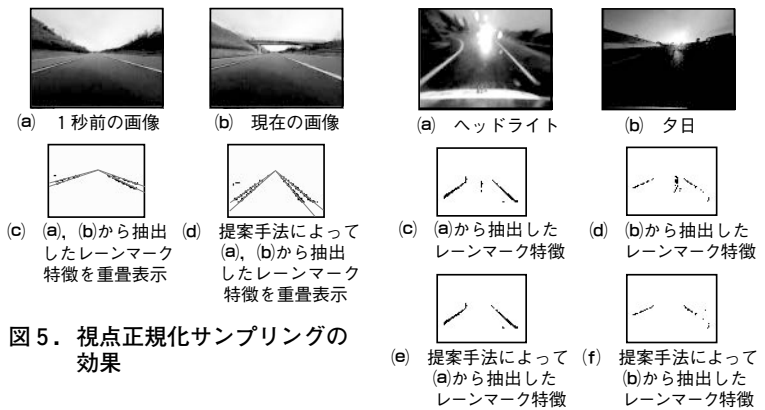 (a) 1秒前の画像
(b) 現在の画像
(c) (a), (b)から抽出
したレーンマーク
特徴を重畳表示
(d) 提案手法によって
(a), (b)から抽出
したレーンマーク
特徴を重畳表示
図5. 視点正規化サンプリングの
効果
(a) ヘッドライト
(b) 夕日
(c) (a)から抽出した
レーンマーク特徴
(d) (b)から抽出した
レーンマーク特徴
(e) 提案手法によって
(a)から抽出した
レーンマーク特徴
(f) 提案手法によって
(b)から抽出した
レーンマーク特徴